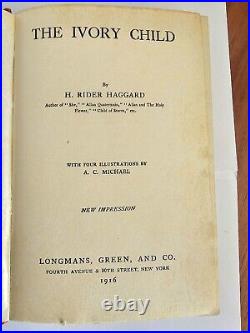 THE IVORY CHILD
By
H. RIDER HAGGARD
Author of "She," "Allan Quatermain," "Allan and The Holy
Flower," "Child of Storm," etc.
WITH FOUR ILLUSTRATIONS BY
A. C. MICHAEL
NEW IMPRESSION
LONGMANS, GREEN, AND CO.
FOURTH AVENUE & 30TH STREET, NEW YORK
1916